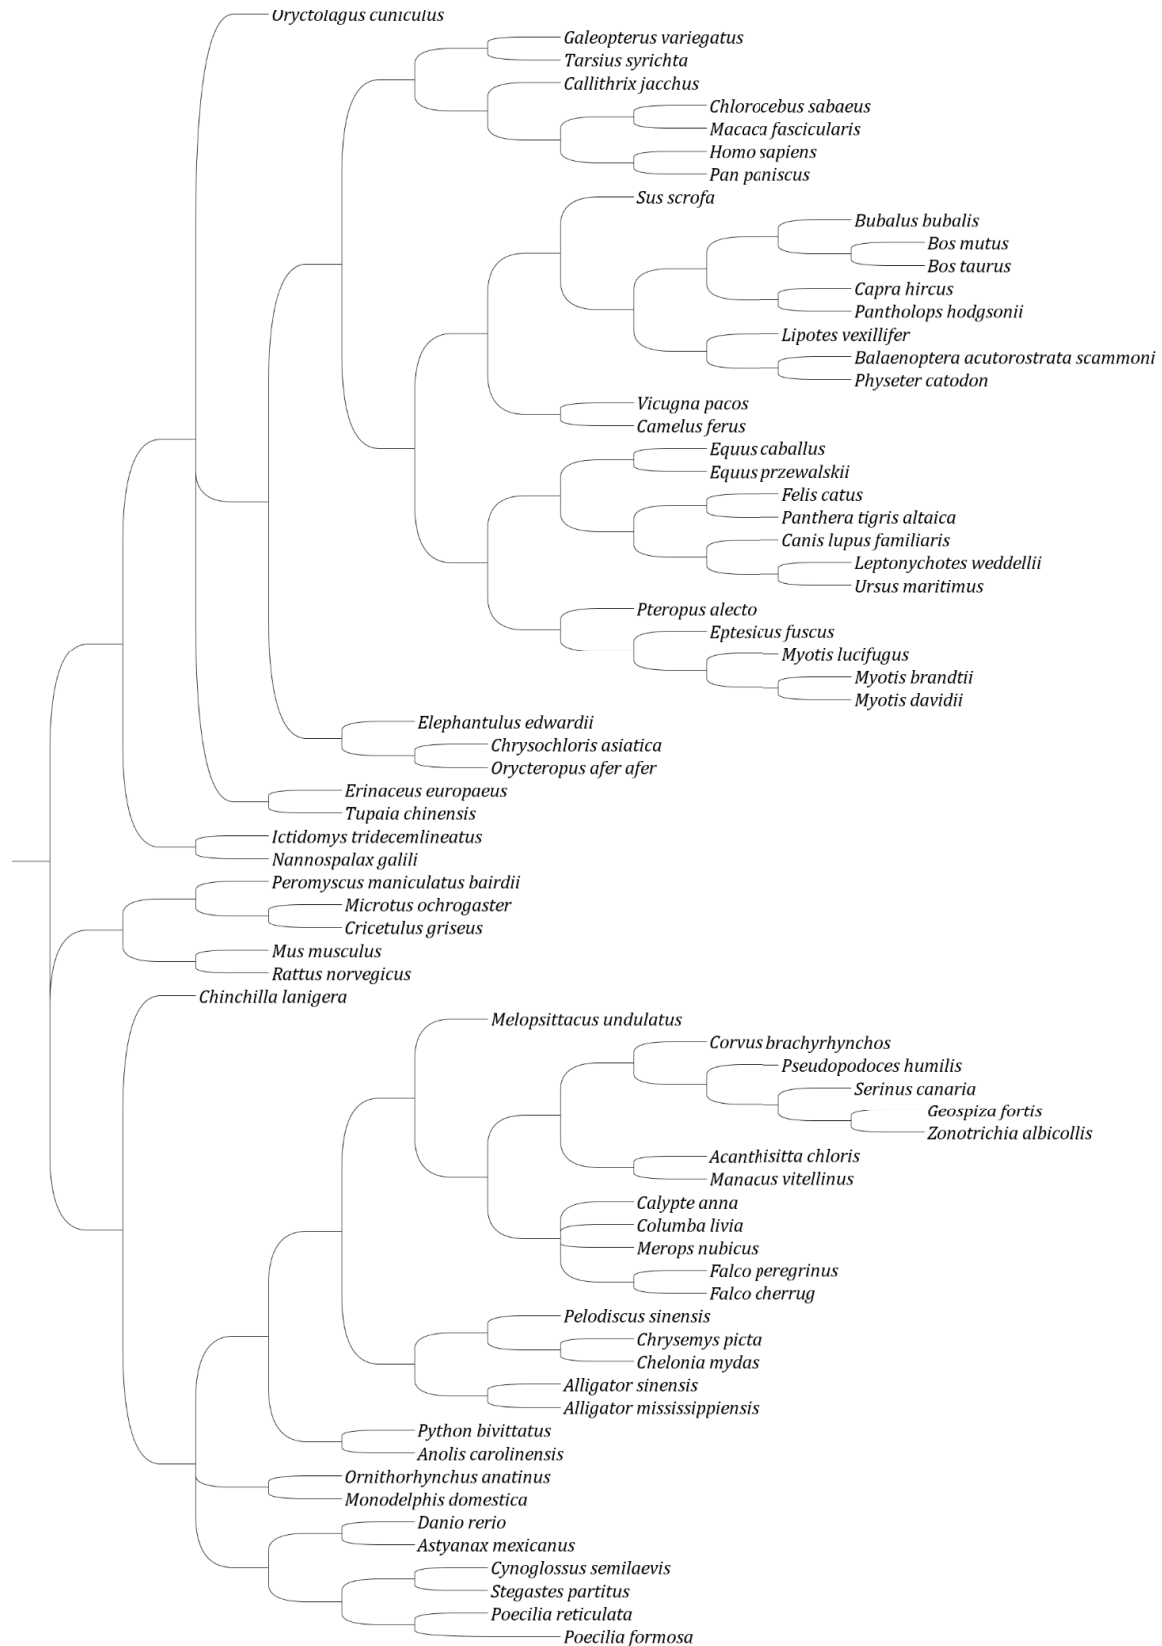 Oryctolagus cuniculus
Galeopterus variegatus
Tarsius syrichta
Callithrix jacchus
Chlorocebus sabaeus
Macaca fascicularis
Homo sapiens
Pan paniscus
Sus scrofa
Bubalus bubalis
Bos mutus
Bos taurus
Capra hircus
Pantholops hodgsonii
Lipotes vexillifer
Balaenoptera acutorostrata scammoni
Physeter catodon
Vicugna pacos
Camelus ferus
Equus caballus
Equus przewalskii
Felis catus
Panthera tigris altaica
Canis lupus familiaris
Leptonychotes weddellii
Ursus maritimus
Pteropus alecto
Eptesicus fuscus
Myotis lucifugus
Myotis brandtii
Myotis davidii
Elephantulus edwardii
Chrysochloris asiatica
Orycteropus afer afer
Erinaceus europaeus
Tupaia chinensis
Ictidomys tridecemlineatus
Nannospalax galili
Peromyscus maniculatus bairdii
Microtus ochrogaster
Cricetulus griseus
Mus musculus
Rattus norvegicus
Chinchilla lanigera
Melopsittacus undulatus
Corvus brachyrhynchos
Pseudopodoces humilis
Serinus canaria
Geospiza fortis
Zonotrichia albicollis
Acanthisitta chloris
Manacus vitellinus
Calypte anna
Columba livia
Merops nubicus
Falco peregrinus
Falco cherrug
Pelodiscus sinensis
Chrysemys picta
Chelonia mydas
Alligator sinensis
Alligator mississippiensis
Python bivittatus
Anolis carolinensis
Ornithorhynchus anatinus
Monodelphis domestica
Danio rerio
Astyanax mexicanus
Cynoglossus semilaevis
Stegastes partitus
Poecilia reticulata
Poecilia formosa